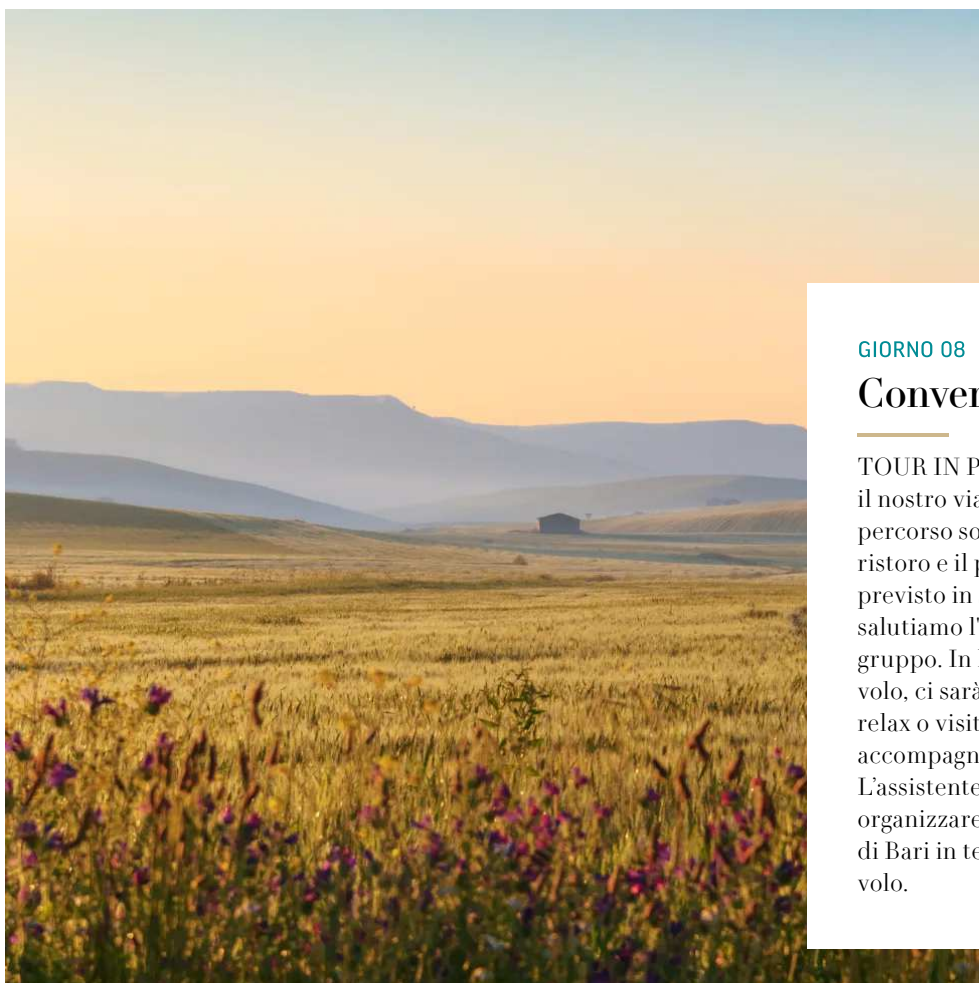 GIORNO 08
Conver
TOUR IN P
il nostro via
percorso so
ristoro e il p
previsto in
salutiamo l'
gruppo. In
volo, ci sarà
relax o visit
accompagn
L'assistente
organizzare
di Bari in te
volo.